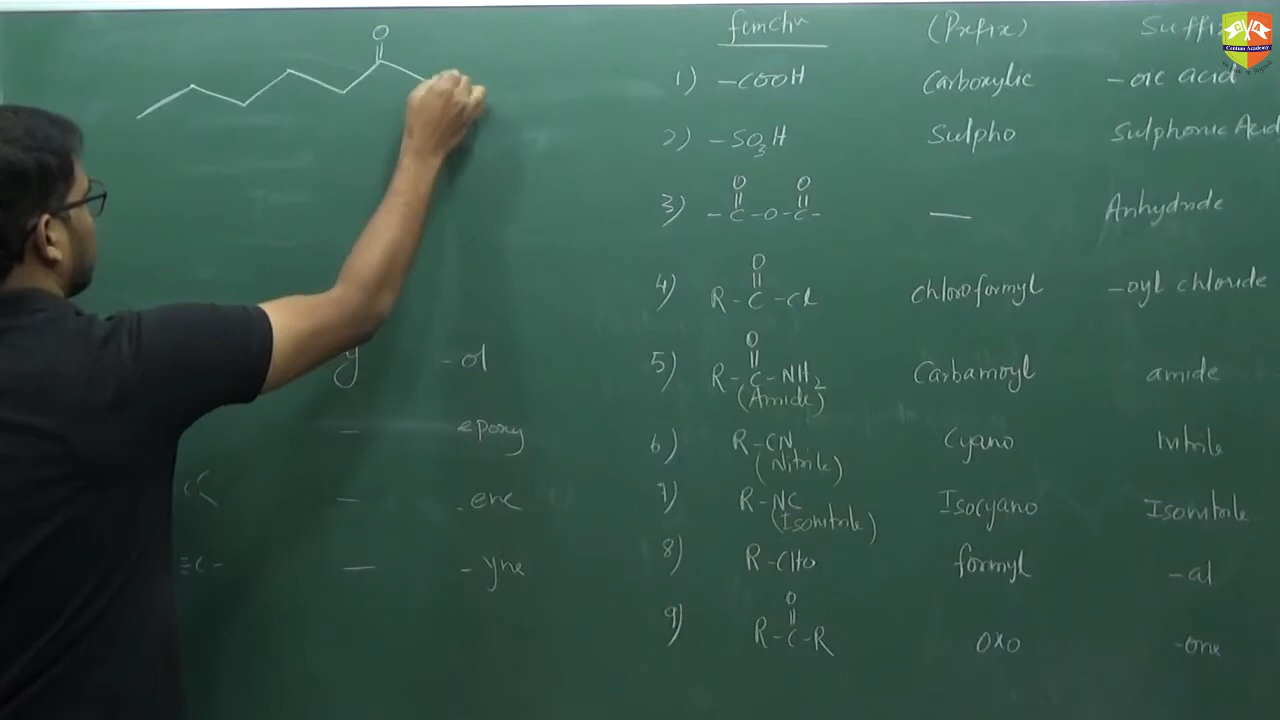 O
functn (Prefix) Suffix
1) -COOH Carboxylic -oic acid
2) -SO3H Sulpho Sulphonic Acid
3) -C(=O)-O-C(=O)- — Anhydride
4) R-C(=O)-Cl Chloroformyl -oyl chloride
5) R-C(=O)-NH2 Carbamoyl amide
(Amide)
6) R-CN Cyano Nitrile
(Nitrile)
7) R-NC Isocyano Isonitrile
(Isonitrile)
8) R-CHO formyl -al
9) R-C(=O)-R oxo -one
y -ol
— epoxy
— -ene
≡C- — -yne
Centum Academy